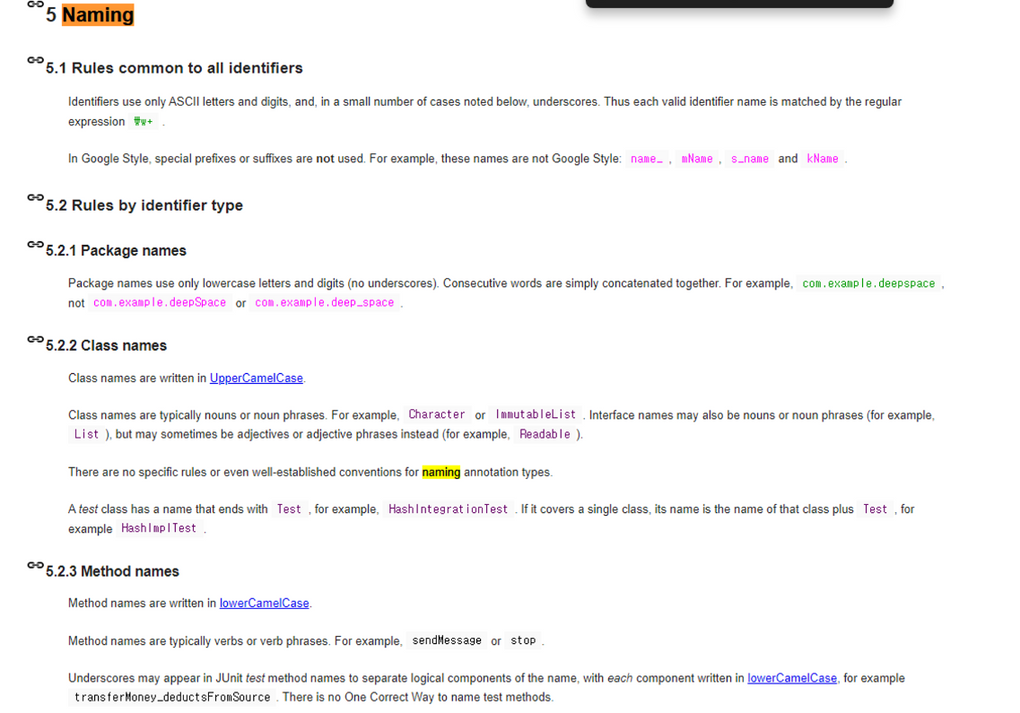 5 Naming
5.1 Rules common to all identifiers
Identifiers use only ASCII letters and digits, and, in a small number of cases noted below, underscores. Thus each valid identifier name is matched by the regular
expression ₩w+ .
In Google Style, special prefixes or suffixes are not used. For example, these names are not Google Style: name_ , mName , s_name and kName .
5.2 Rules by identifier type
5.2.1 Package names
Package names use only lowercase letters and digits (no underscores). Consecutive words are simply concatenated together. For example, com.example.deepspace ,
not com.example.deepSpace or com.example.deep_space .
5.2.2 Class names
Class names are written in UpperCamelCase.
Class names are typically nouns or noun phrases. For example, Character or ImmutableList . Interface names may also be nouns or noun phrases (for example,
List ), but may sometimes be adjectives or adjective phrases instead (for example, Readable ).
There are no specific rules or even well-established conventions for naming annotation types.
A test class has a name that ends with Test , for example, HashIntegrationTest . If it covers a single class, its name is the name of that class plus Test , for
example HashImplTest .
5.2.3 Method names
Method names are written in lowerCamelCase.
Method names are typically verbs or verb phrases. For example, sendMessage or stop .
Underscores may appear in JUnit test method names to separate logical components of the name, with each component written in lowerCamelCase, for example
transferMoney_deductsFromSource . There is no One Correct Way to name test methods.